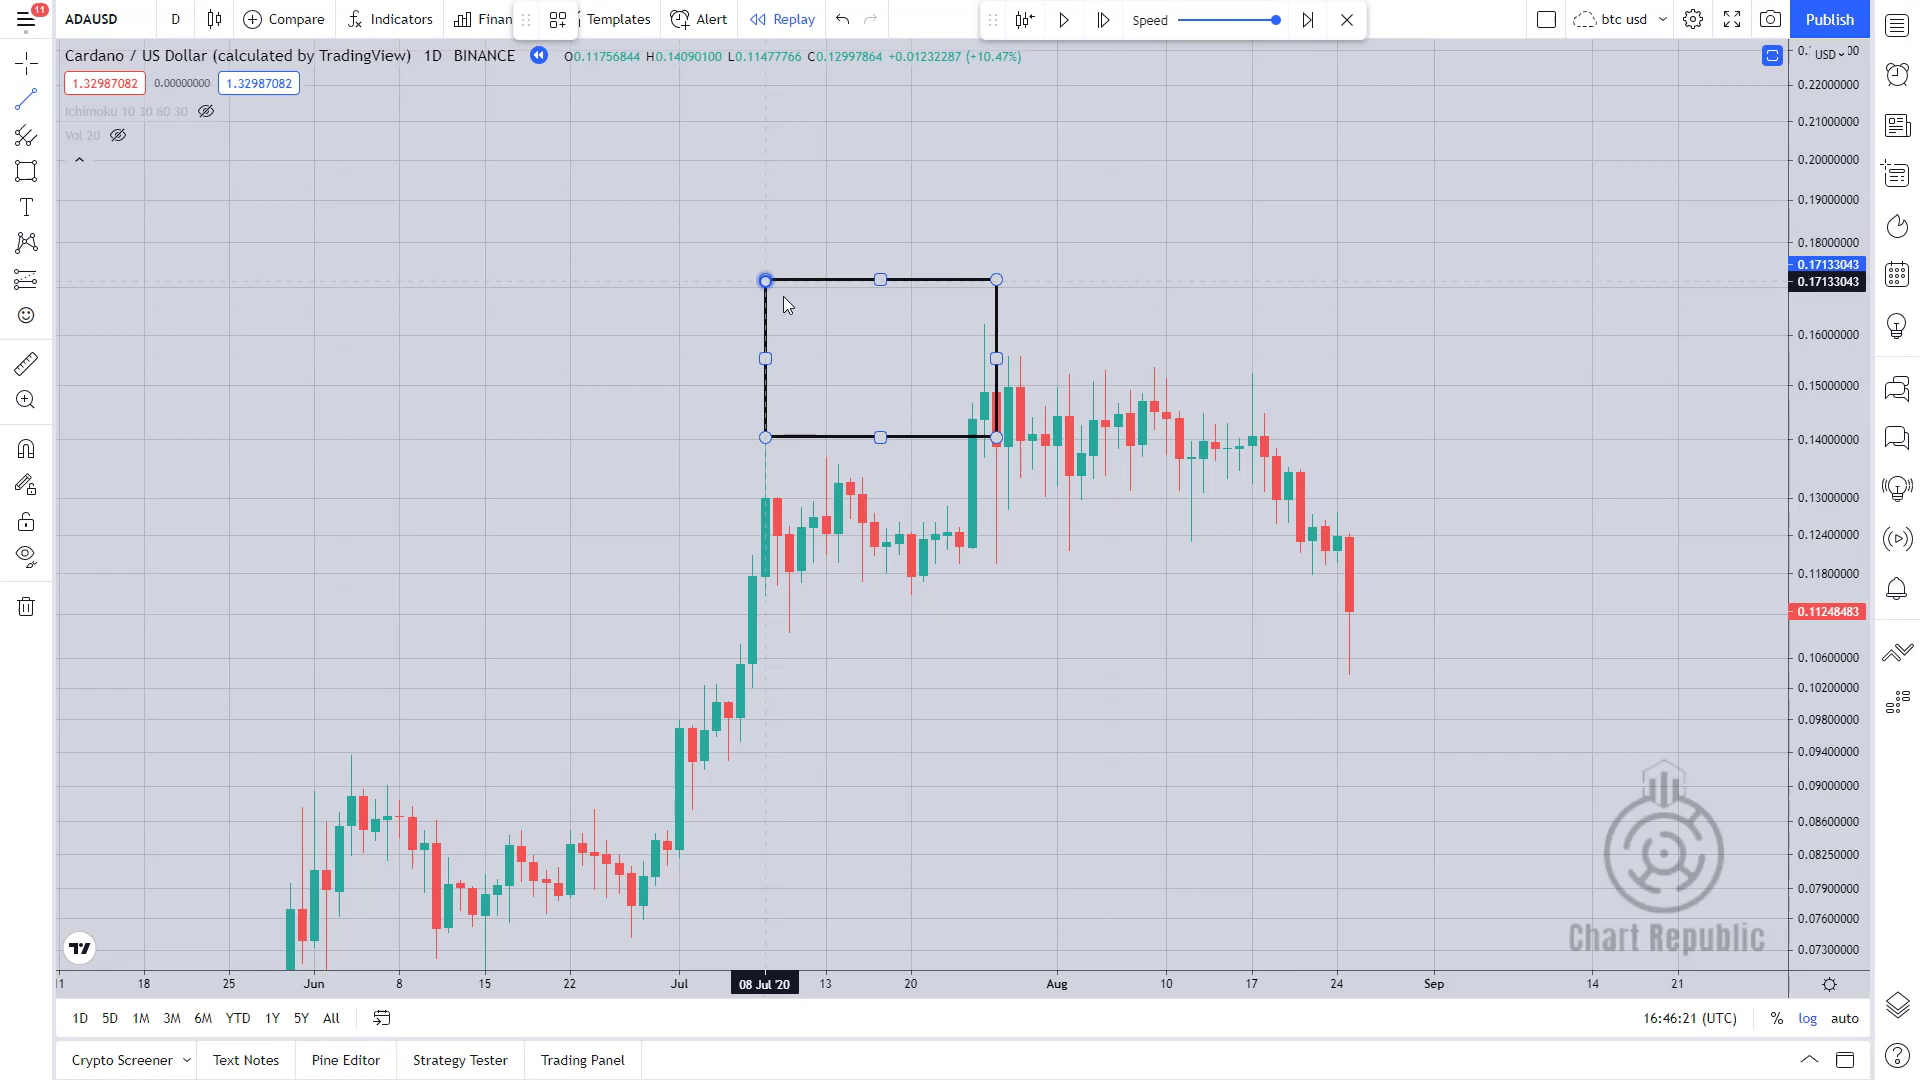 11
ADAUSD
D
Compare
Indicators
Finan
Templates
Alert
Replay
Speed
btc usd
Publish
Cardano / US Dollar (calculated by TradingView) 1D BINANCE
O0.11756844 H0.14090100 L0.11477766 C0.12997864 +0.01232287 (+10.47%)
USD
1.32987082 0.00000000 1.32987082
Ichimoku 10 30 60 30
Vol 20
0.22000000
0.21000000
0.20000000
0.19000000
0.18000000
0.17133043
0.17133043
0.16000000
0.15000000
0.14000000
0.13000000
0.12400000
0.11800000
0.11248483
0.10600000
0.10200000
0.09800000
0.09400000
0.09000000
0.08600000
0.08250000
0.07900000
0.07600000
0.07300000
Chart Republic
11 18 25 Jun 8 15 22 Jul 08 Jul '20 13 20 Aug 10 17 24 Sep 14 21
1D 5D 1M 3M 6M YTD 1Y 5Y All
16:46:21 (UTC) % log auto
Crypto Screener Text Notes Pine Editor Strategy Tester Trading Panel